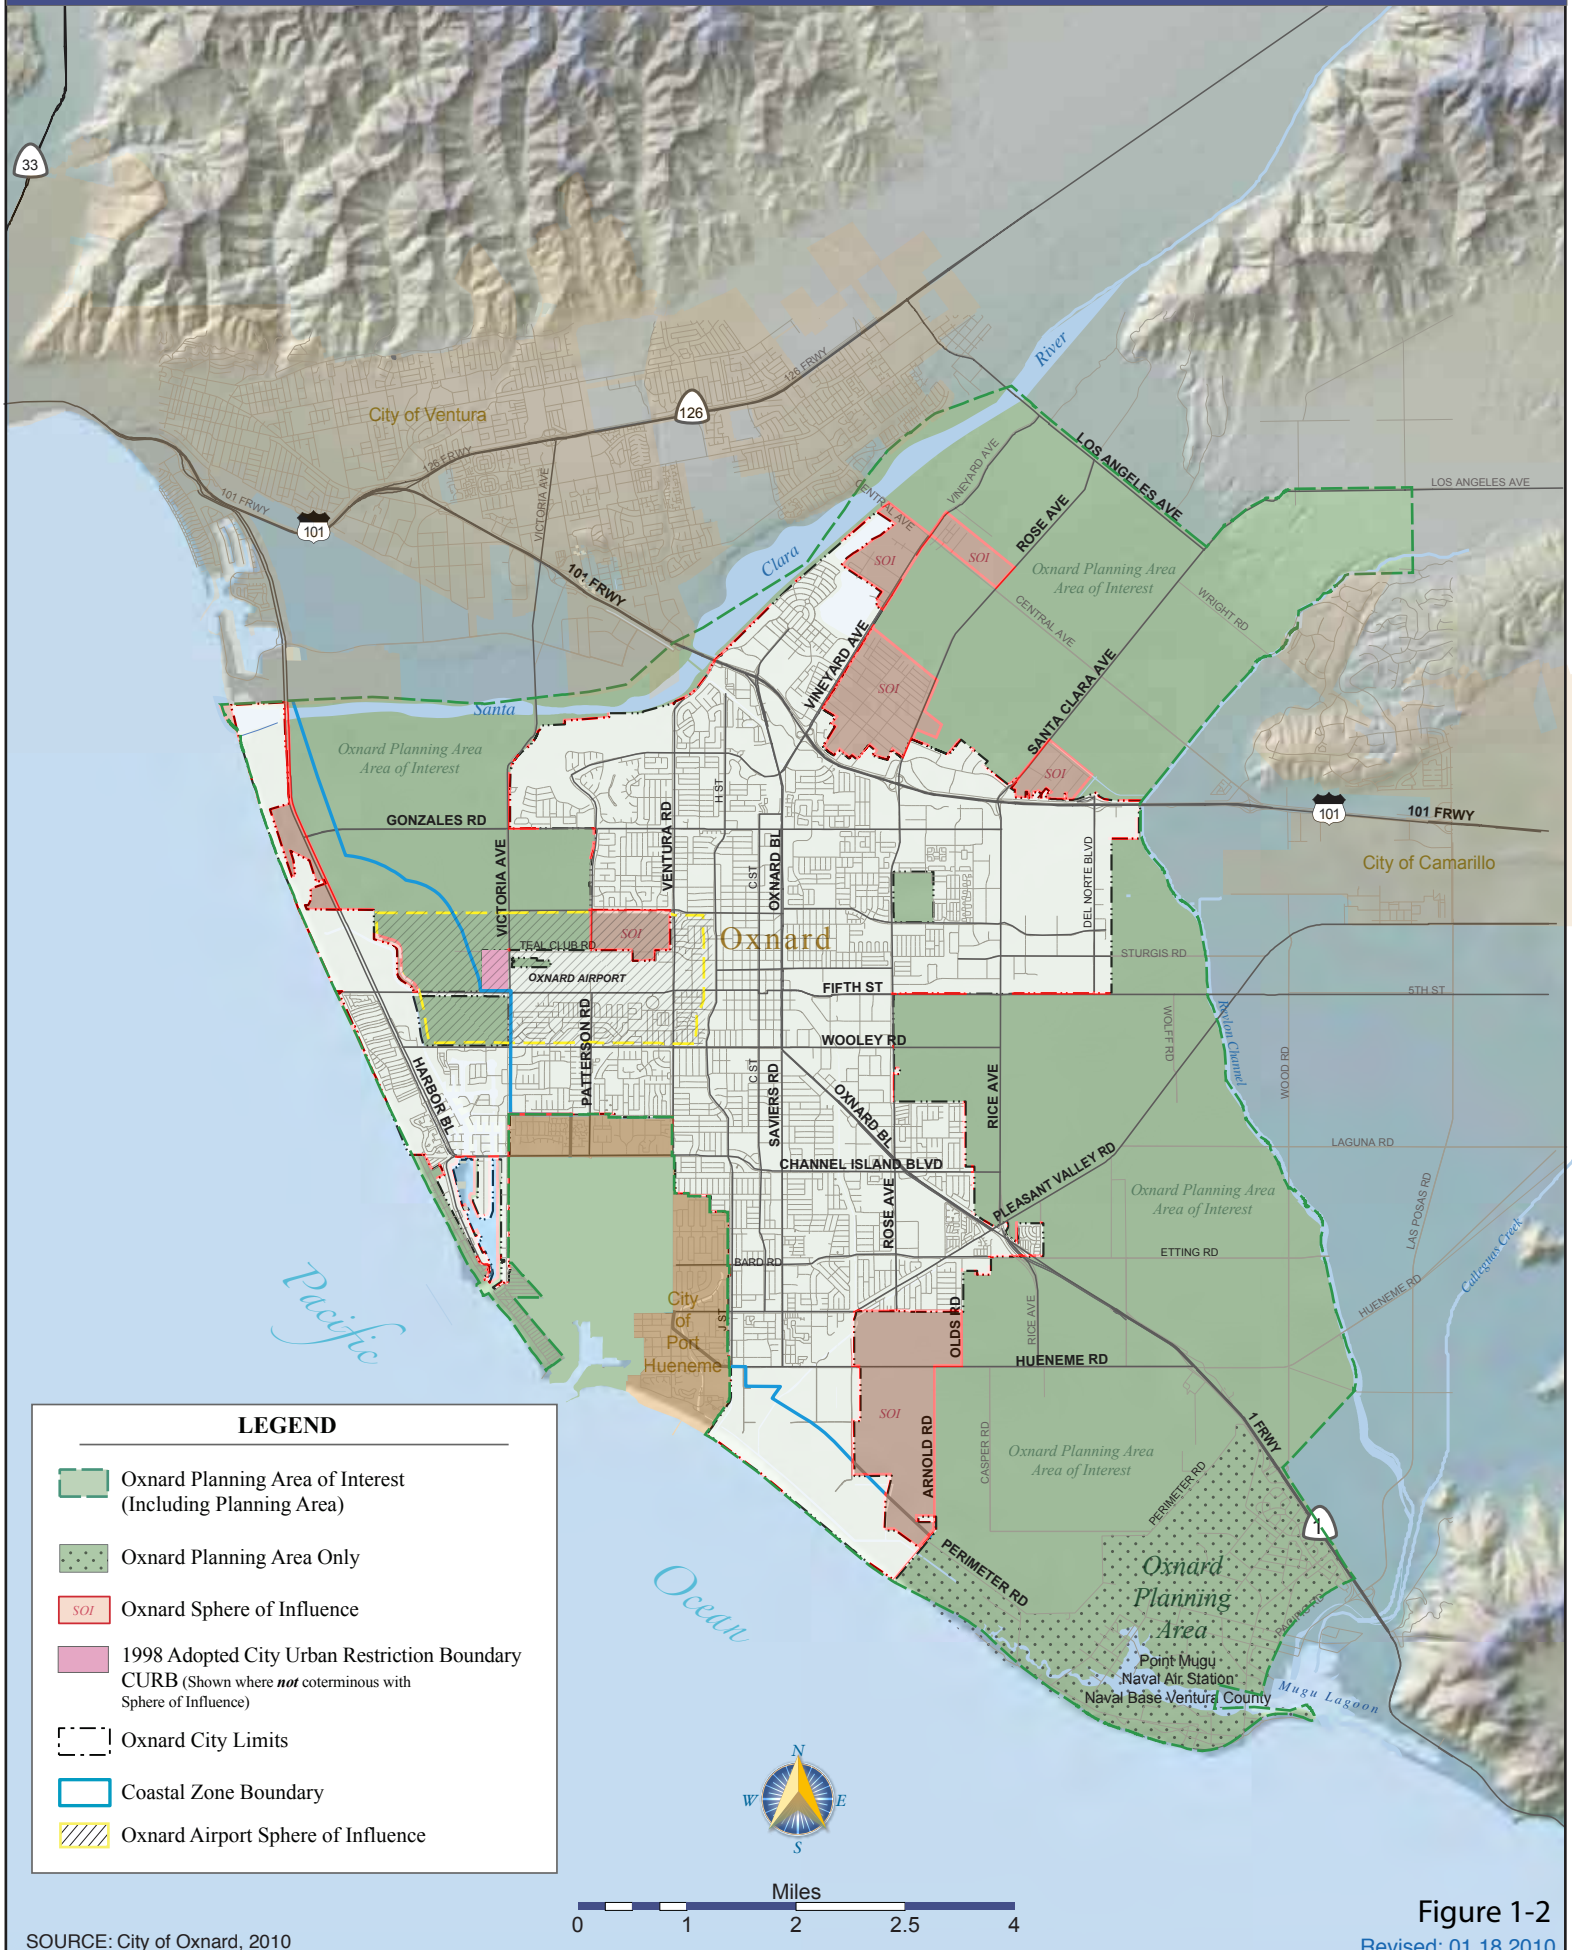 33
River
City of Ventura
126
126 FRWY
126 FRWY
101 FRWY
101
VICTORIA AVE
101 FRWY
Clara
Santa
CENTRAL AVE
VINEYARD AVE
LOS ANGELES AVE
LOS ANGELES AVE
ROSE AVE
SOI
SOI
Oxnard Planning Area
Area of Interest
CENTRAL AVE
WRIGHT RD
VINEYARD AVE
SOI
SANTA CLARA AVE
SOI
Oxnard Planning Area
Area of Interest
GONZALES RD
VICTORIA AVE
VENTURA RD
H ST
C ST
OXNARD BL
DEL NORTE BLVD
101
101 FRWY
City of Camarillo
SOI
TEAL CLUB RD
OXNARD AIRPORT
Oxnard
STURGIS RD
FIFTH ST
5TH ST
PATTERSON RD
WOOLEY RD
WOLFF RD
Revlon Channel
WOOD RD
HARBOR BL
C ST
SAVIERS RD
OXNARD BL
RICE AVE
LAGUNA RD
CHANNEL ISLAND BLVD
PLEASANT VALLEY RD
ROSE AVE
Oxnard Planning Area
Area of Interest
LAS POSAS RD
Calleguas Creek
ETTING RD
BARD RD
HUENEME RD
Pacific
City
of
Port
Hueneme
J ST
OLDS RD
RICE AVE
HUENEME RD
SOI
ARNOLD RD
CASPER RD
Oxnard Planning Area
Area of Interest
1 FRWY
PERIMETER RD
1
PERIMETER RD
Oxnard
Planning
Area
PACIFIC RD
Point Mugu
Naval Air Station
Naval Base Ventura County
Mugu Lagoon
Ocean
LEGEND
Oxnard Planning Area of Interest
(Including Planning Area)
Oxnard Planning Area Only
SOI
Oxnard Sphere of Influence
1998 Adopted City Urban Restriction Boundary
CURB (Shown where not coterminous with
Sphere of Influence)
Oxnard City Limits
Coastal Zone Boundary
Oxnard Airport Sphere of Influence
N
W
E
S
Miles
0 1 2 2.5 4
SOURCE: City of Oxnard, 2010
Figure 1-2
Revised: 01.18.2010